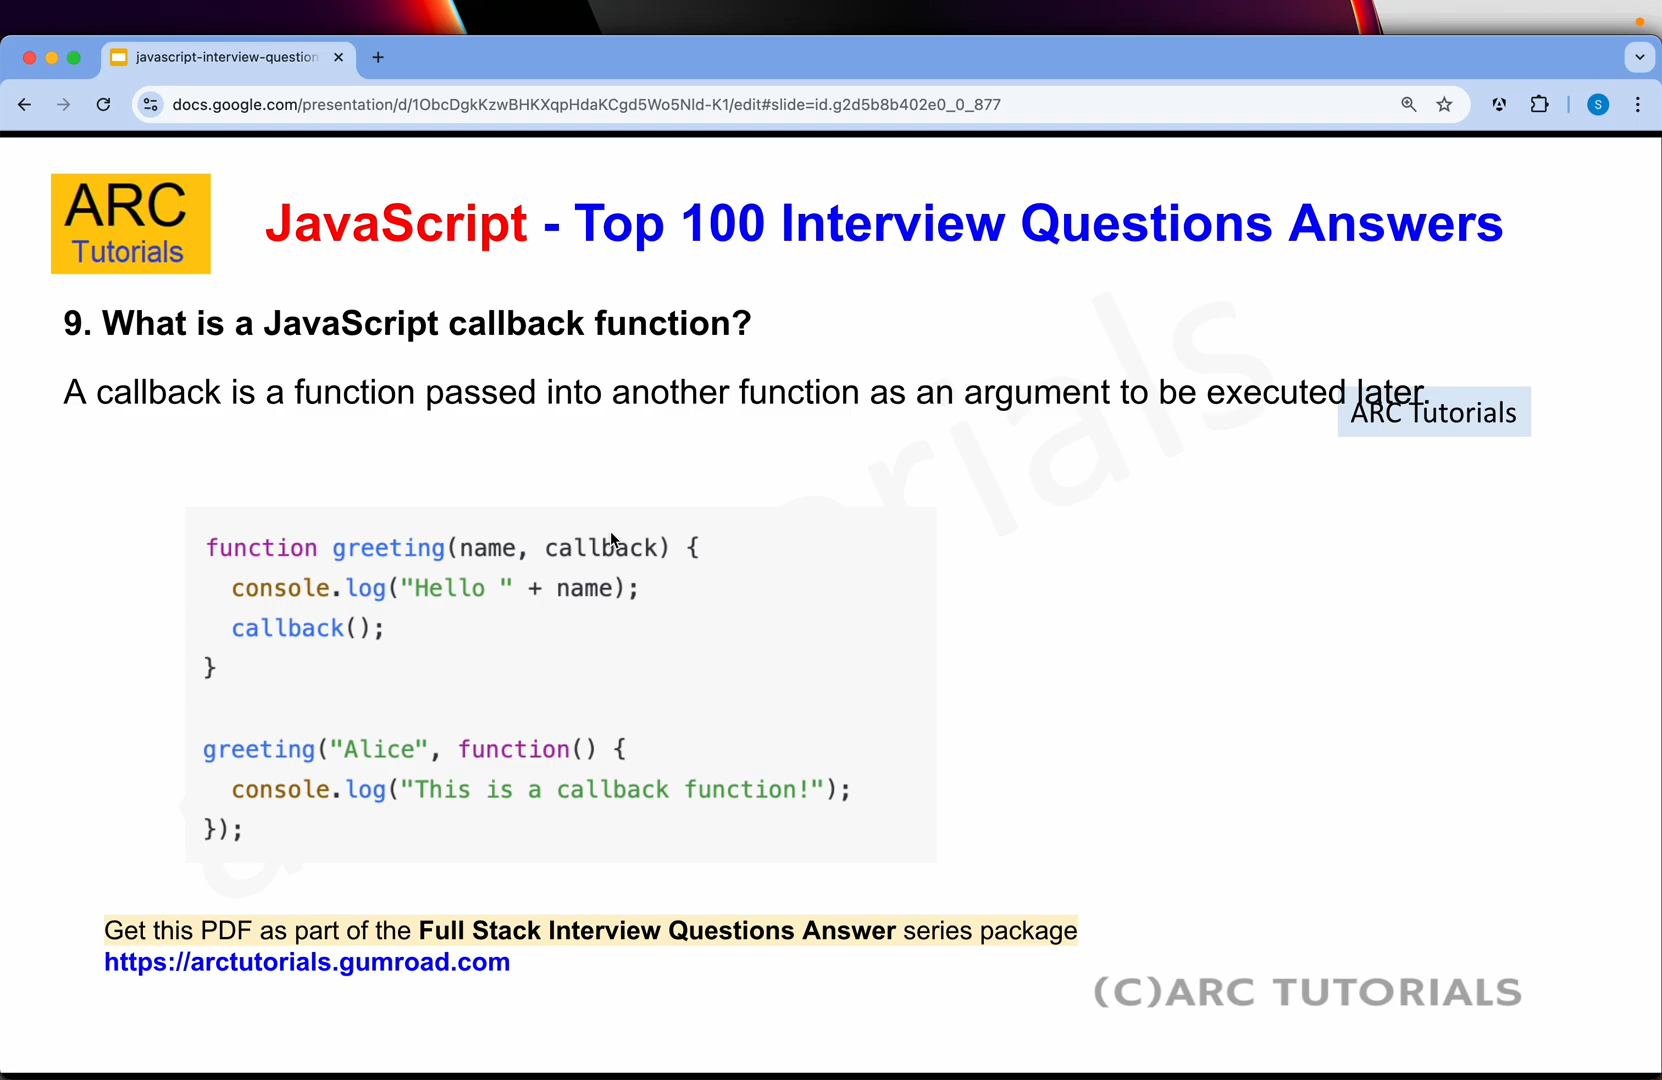 javascript-interview-question
docs.google.com/presentation/d/1ObcDgkKzwBHKXqpHdaKCgd5Wo5Nld-K1/edit#slide=id.g2d5b8b402e0_0_877
S
ARC
Tutorials
JavaScript - Top 100 Interview Questions Answers
9. What is a JavaScript callback function?
A callback is a function passed into another function as an argument to be executed later.
ARC Tutorials
function greeting(name, callback) {
  console.log("Hello " + name);
  callback();
}
greeting("Alice", function() {
  console.log("This is a callback function!");
});
Get this PDF as part of the Full Stack Interview Questions Answer series package
https://arctutorials.gumroad.com
(C)ARC TUTORIALS